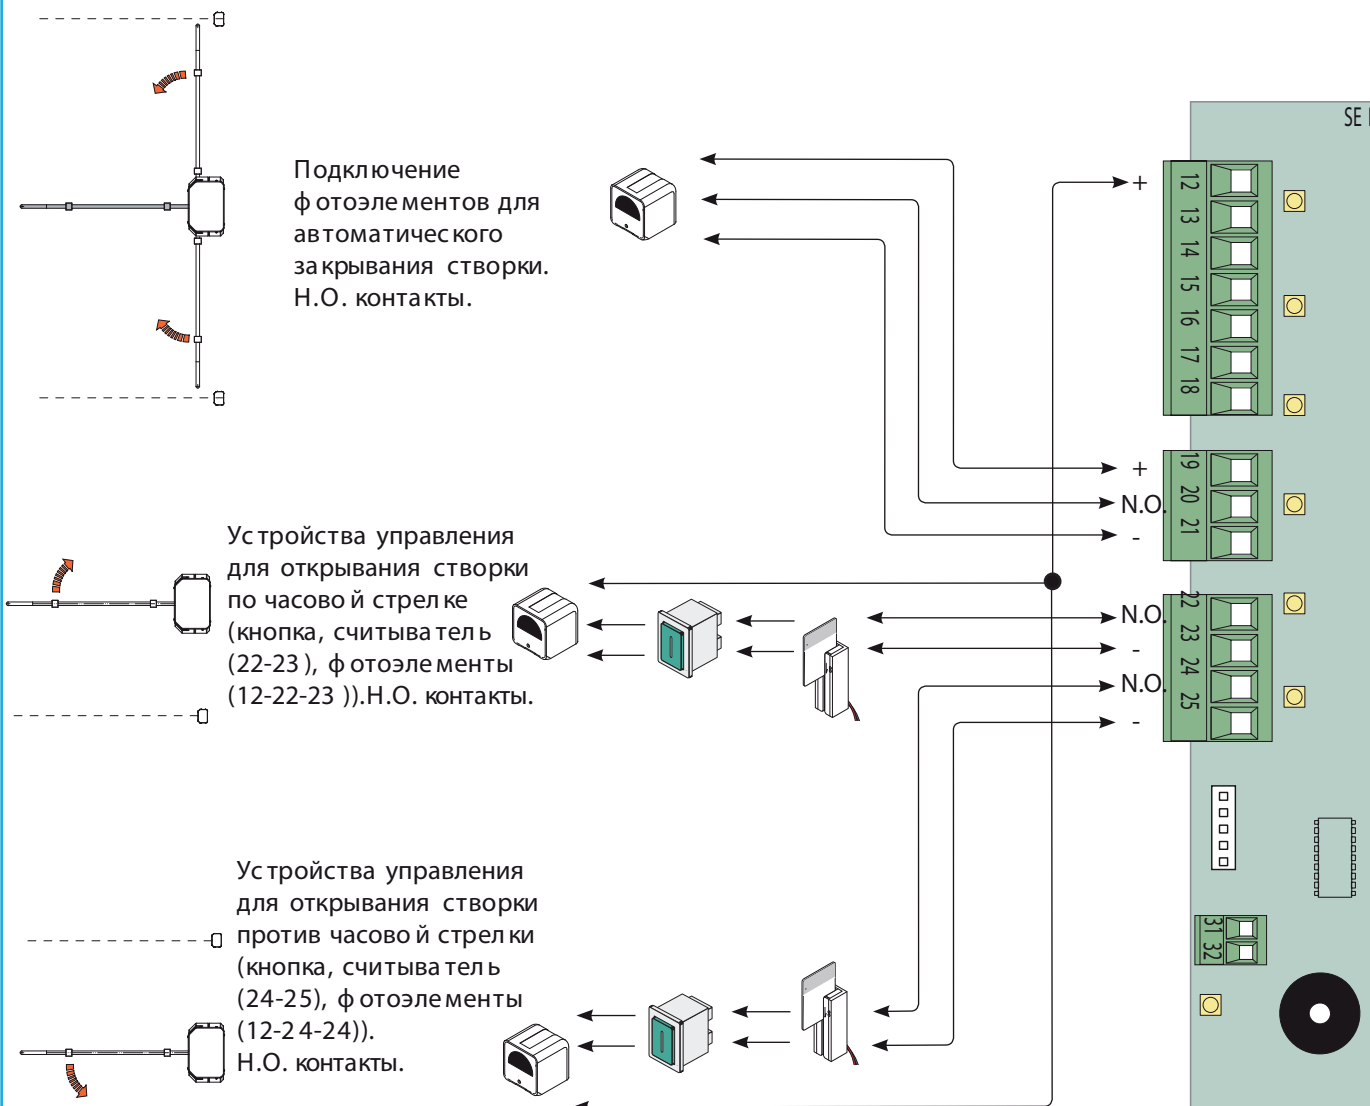 SE
Подключение
фотоэлементов для
автоматического
закрывания створки.
Н.О. контакты.
+
12
13
14
15
16
17
18
+
N.O.
-
19
20
21
Устройства управления
для открывания створки
по часовой стрелке
(кнопка, считыватель
(22-23), фотоэлементы
(12-22-23 )).Н.О. контакты.
N.O.
-
N.O.
-
22
23
24
25
Устройства управления
для открывания створки
против часовой стрелки
(кнопка, считыватель
(24-25), фотоэлементы
(12-24-24)).
Н.О. контакты.
31
32